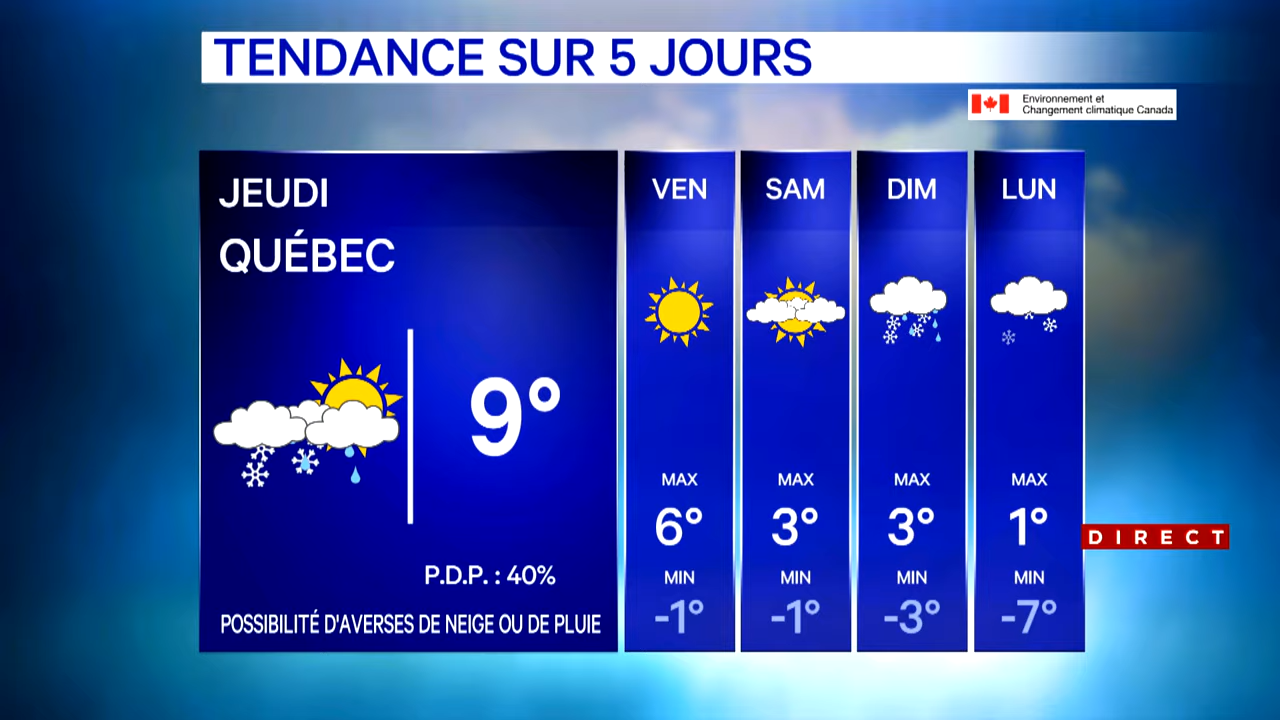 TENDANCE SUR 5 JOURS
Environnement et
Changement climatique Canada
JEUDI
QUÉBEC
9°
P.D.P. : 40%
POSSIBILITÉ D'AVERSES DE NEIGE OU DE PLUIE
VEN
MAX
6°
MIN
-1°
SAM
MAX
3°
MIN
-1°
DIM
MAX
3°
MIN
-3°
LUN
MAX
1°
MIN
-7°
DIRECT